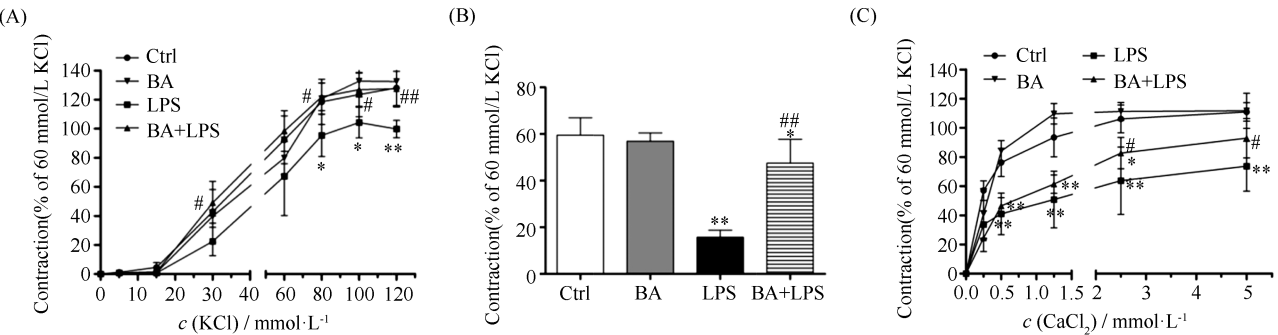 (A)
Contraction(% of 60 mmol/L KCl)
Ctrl
BA
LPS
BA+LPS
140
120
100
80
60
40
20
0
#
#
#
##
*
*
**
0 10 20 30 40 60 80 100 120
c (KCl) / mmol·L-1
(B)
Contraction(% of 60 mmol/L KCl)
80
60
40
20
0
**
##
*
Ctrl BA LPS BA+LPS
(C)
Contraction(% of 60 mmol/L KCl)
Ctrl LPS
BA BA+LPS
140
120
100
80
60
40
20
0
**
**
**
**
#
*
**
#
**
0.0 0.5 1.0 1.5 2 3 4 5
c (CaCl2) / mmol·L-1